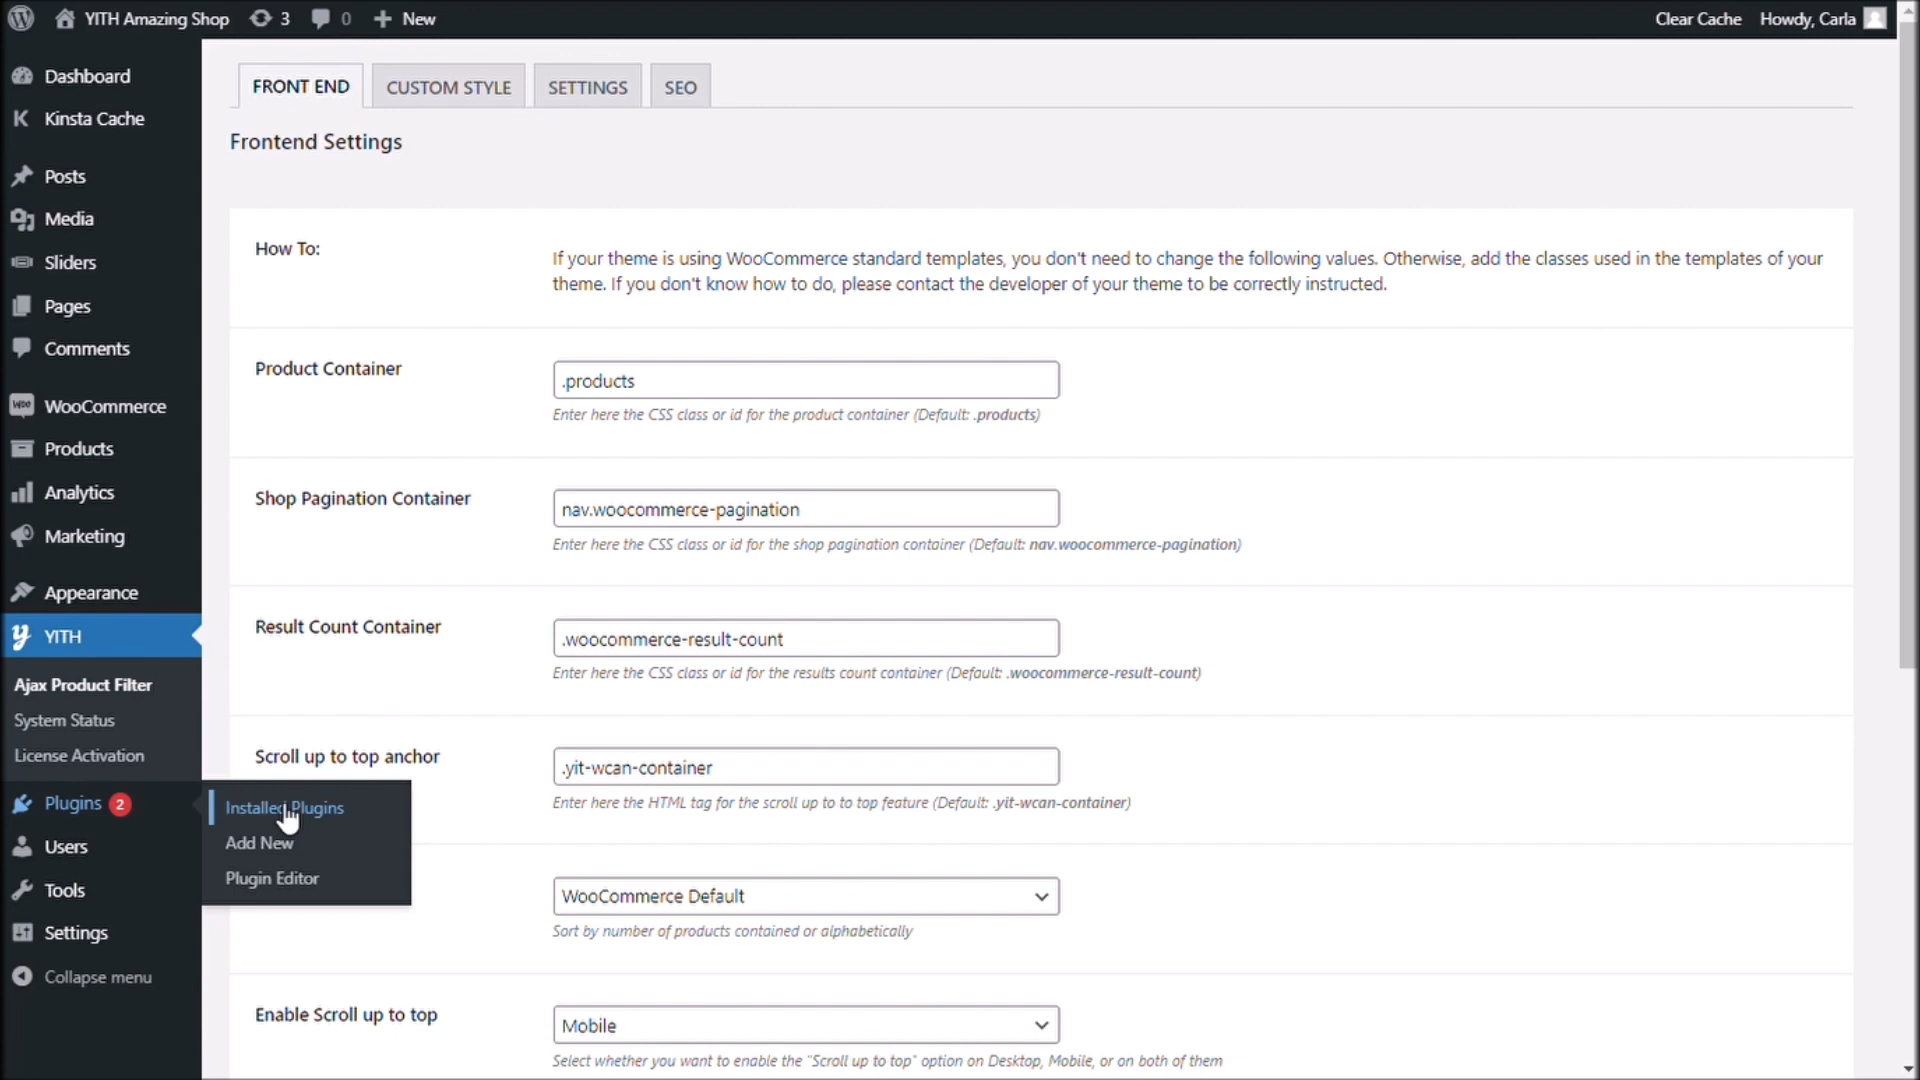 YITH Amazing Shop 3 0 New Clear Cache Howdy, Carla
Dashboard
Kinsta Cache
Posts
Media
Sliders
Pages
Comments
WooCommerce
Products
Analytics
Marketing
Appearance
YITH
Ajax Product Filter
System Status
License Activation
Plugins 2
Installed Plugins
Add New
Plugin Editor
Users
Tools
Settings
Collapse menu
FRONT END CUSTOM STYLE SETTINGS SEO
Frontend Settings
How To:
If your theme is using WooCommerce standard templates, you don't need to change the following values. Otherwise, add the classes used in the templates of your
theme. If you don't know how to do, please contact the developer of your theme to be correctly instructed.
Product Container
.products
Enter here the CSS class or id for the product container (Default: .products)
Shop Pagination Container
nav.woocommerce-pagination
Enter here the CSS class or id for the shop pagination container (Default: nav.woocommerce-pagination)
Result Count Container
.woocommerce-result-count
Enter here the CSS class or id for the results count container (Default: .woocommerce-result-count)
Scroll up to top anchor
.yit-wcan-container
Enter here the HTML tag for the scroll up to to top feature (Default: .yit-wcan-container)
WooCommerce Default
Sort by number of products contained or alphabetically
Enable Scroll up to top
Mobile
Select whether you want to enable the "Scroll up to top" option on Desktop, Mobile, or on both of them